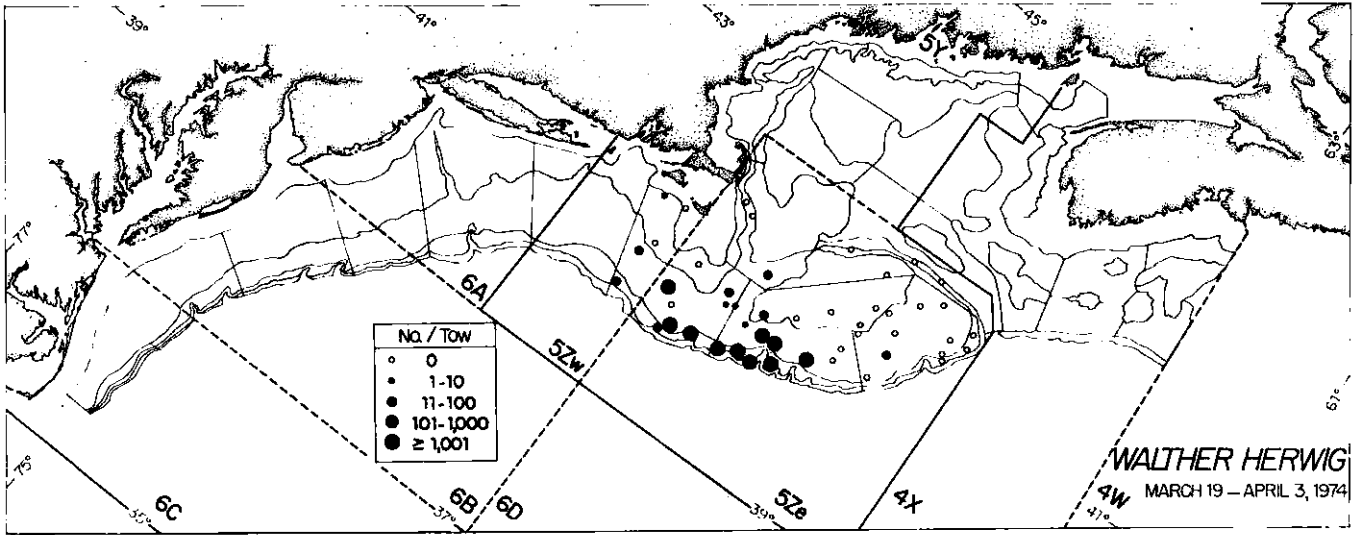 39°
41°
43°
45°
5Y
63°
77°
6A
5Zw
No. / Tow
0
1-10
11-100
101-1,000
≥ 1,001
61°
WALTHER HERWIG
MARCH 19 – APRIL 3, 1974
75°
35°
6C
37°
6B
6D
39°
5Ze
4X
41°
4W